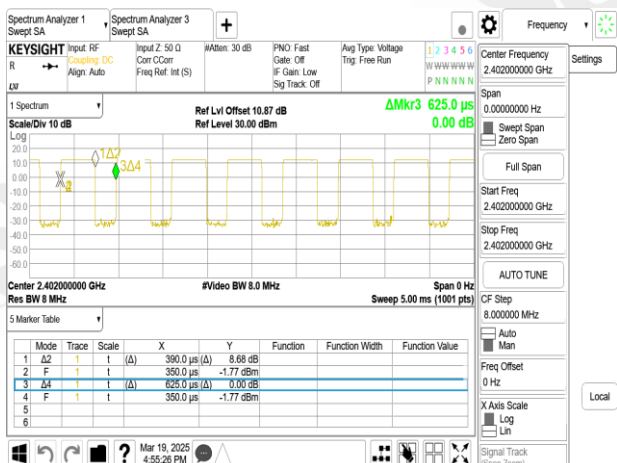 Spectrum Analyzer 1
Swept SA
Spectrum Analyzer 3
Swept SA
+
Frequency
KEYSIGHT
R
LXI
Input: RF
Coupling: DC
Align: Auto
Input Z: 50 Ω
Corr CCorr
Freq Ref: Int (S)
#Atten: 30 dB
PNO: Fast
Gate: Off
IF Gain: Low
Sig Track: Off
Avg Type: Voltage
Trig: Free Run
1 2 3 4 5 6
W W W W W W
P N N N N N
1 Spectrum
Scale/Div 10 dB
Ref Lvl Offset 10.87 dB
Ref Level 30.00 dBm
ΔMkr3 625.0 µs
0.00 dB
Log
20.0
10.0
0.00
-10.0
-20.0
-30.0
-40.0
-50.0
-60.0
1Δ2
3Δ4
Center 2.402000000 GHz
Res BW 8 MHz
#Video BW 8.0 MHz
Span 0 Hz
Sweep 5.00 ms (1001 pts)
5 Marker Table
Mode Trace Scale X Y Function Function Width Function Value
1 Δ2 1 t (Δ) 390.0 µs (Δ) 8.68 dB
2 F 1 t 350.0 µs -1.77 dBm
3 Δ4 1 t (Δ) 625.0 µs (Δ) 0.00 dB
4 F 1 t 350.0 µs -1.77 dBm
5
6
?
Mar 19, 2025
4:55:26 PM
Center Frequency
2.402000000 GHz
Span
0.00000000 Hz
Swept Span
Zero Span
Full Span
Start Freq
2.402000000 GHz
Stop Freq
2.402000000 GHz
AUTO TUNE
CF Step
8.000000 MHz
Auto
Man
Freq Offset
0 Hz
X Axis Scale
Log
Lin
Signal Track
(Span Zoom)
Settings
Local